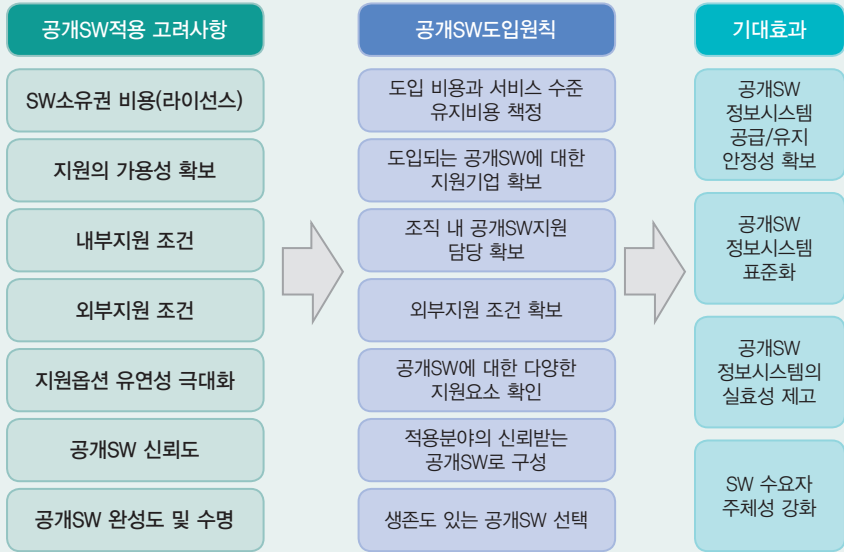 공개SW적용 고려사항
SW소유권 비용(라이선스)
지원의 가용성 확보
내부지원 조건
외부지원 조건
지원옵션 유연성 극대화
공개SW 신뢰도
공개SW 완성도 및 수명
공개SW도입원칙
도입 비용과 서비스 수준
유지비용 책정
도입되는 공개SW에 대한
지원기업 확보
조직 내 공개SW지원
담당 확보
외부지원 조건 확보
공개SW에 대한 다양한
지원요소 확인
적용분야의 신뢰받는
공개SW로 구성
생존도 있는 공개SW 선택
기대효과
공개SW
정보시스템
공급/유지
안정성 확보
공개SW
정보시스템
표준화
공개SW
정보시스템의
실효성 제고
SW 수요자
주체성 강화